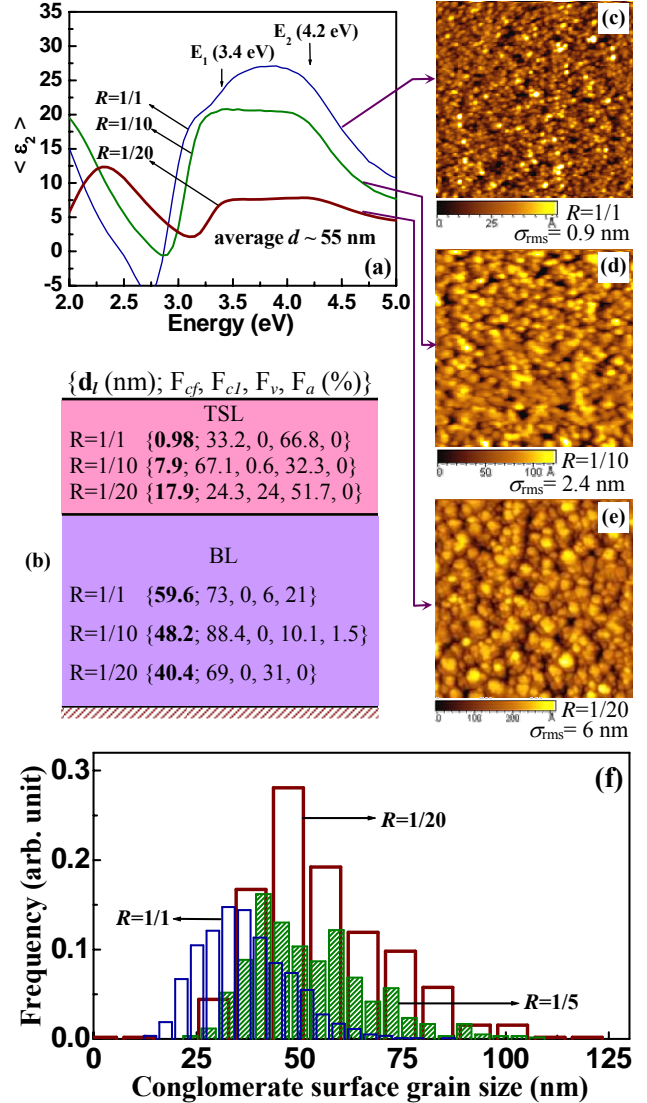 35
30
25
20
15
10
5
0
-5
< ε2 >
E1 (3.4 eV)
E2 (4.2 eV)
R=1/1
R=1/10
R=1/20
average d ~ 55 nm
(a)
2.0 2.5 3.0 3.5 4.0 4.5 5.0
Energy (eV)
(c)
0 25 Å
R=1/1
σrms= 0.9 nm
(d)
0 50 100 Å
R=1/10
σrms= 2.4 nm
(e)
0 100 200 Å
R=1/20
σrms= 6 nm
{dl (nm); Fcf, Fc1, Fv, Fa (%)}
TSL
R=1/1 {0.98; 33.2, 0, 66.8, 0}
R=1/10 {7.9; 67.1, 0.6, 32.3, 0}
R=1/20 {17.9; 24.3, 24, 51.7, 0}
(b)
BL
R=1/1 {59.6; 73, 0, 6, 21}
R=1/10 {48.2; 88.4, 0, 10.1, 1.5}
R=1/20 {40.4; 69, 0, 31, 0}
(f)
0.3
0.2
0.1
0.0
Frequency (arb. unit)
R=1/20
R=1/1
R=1/5
0 25 50 75 100 125
Conglomerate surface grain size (nm)